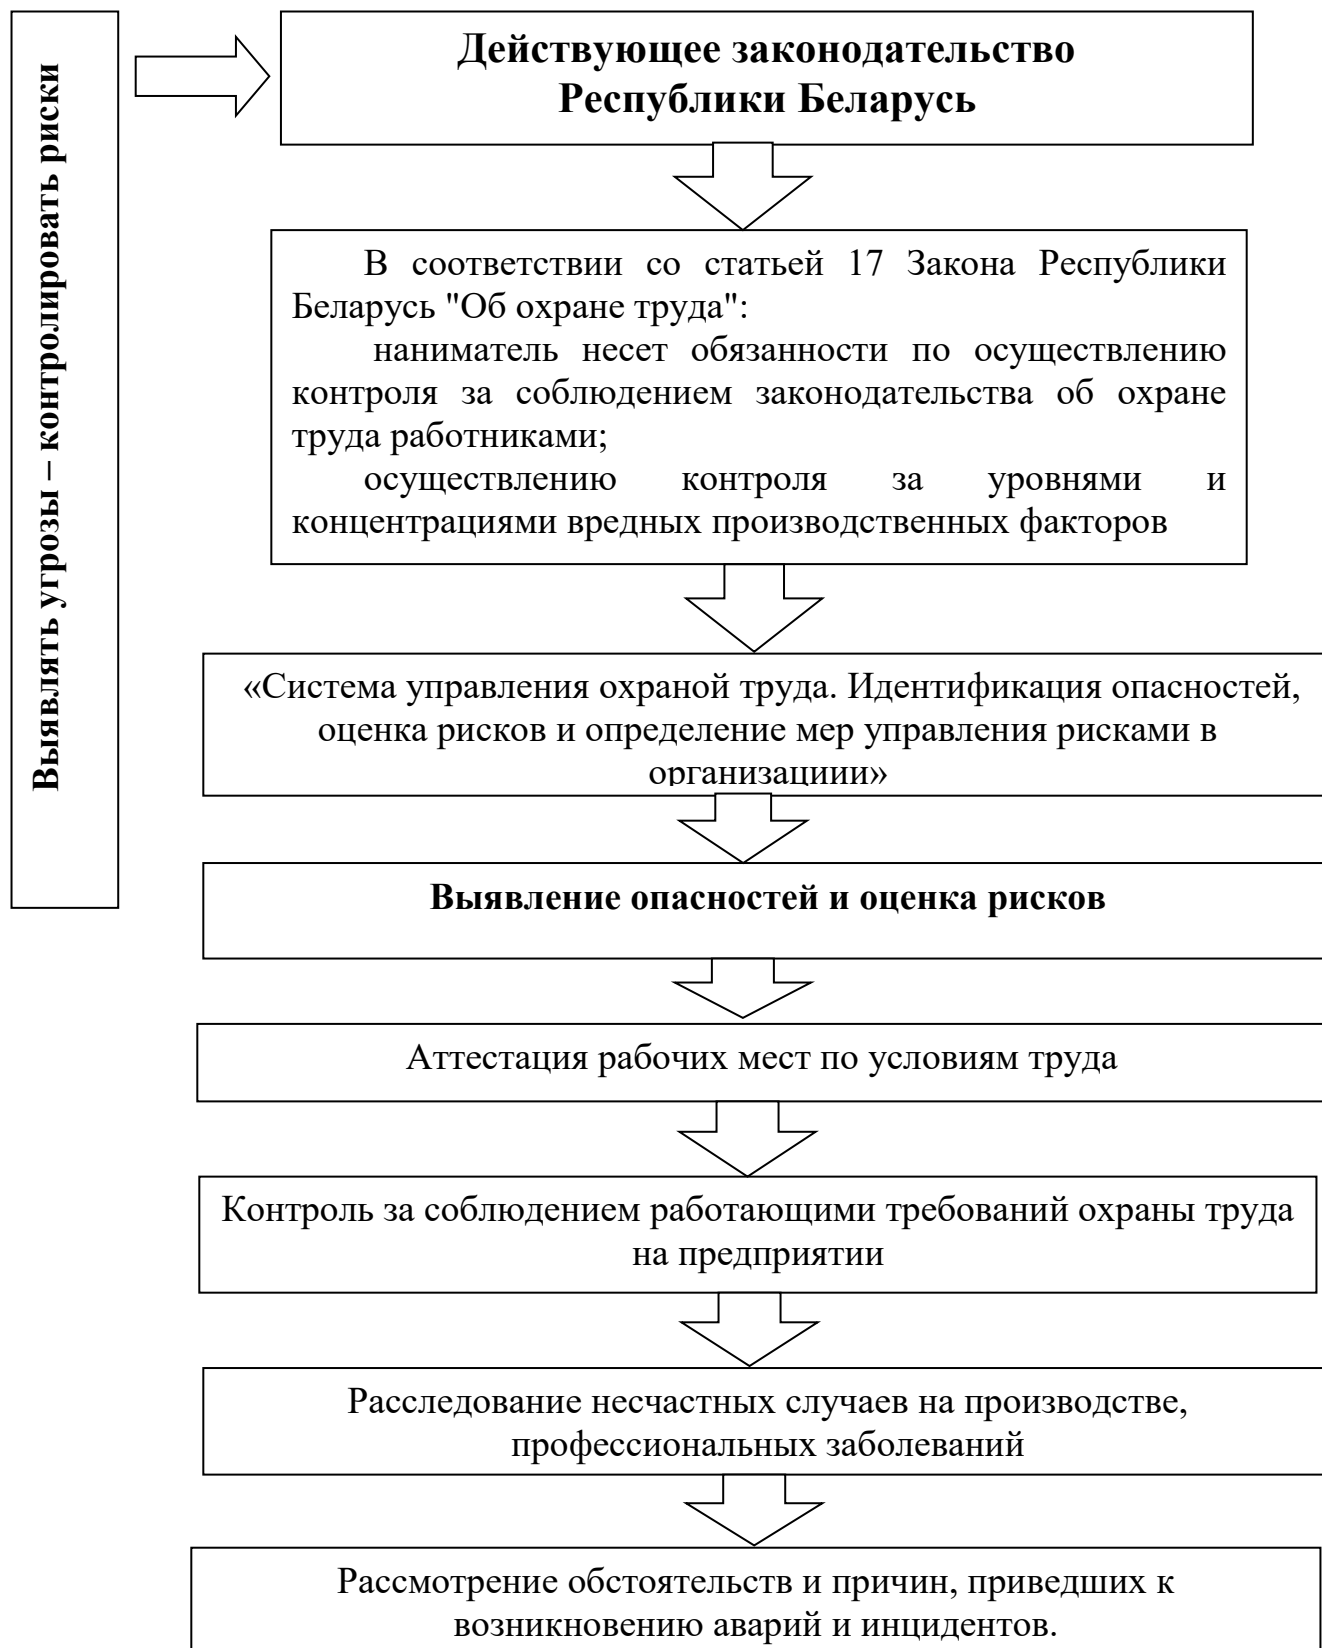 Выявлять угрозы – контролировать риски
Действующее законодательство
Республики Беларусь
В соответствии со статьей 17 Закона Республики
Беларусь "Об охране труда":
наниматель несет обязанности по осуществлению
контроля за соблюдением законодательства об охране
труда работниками;
осуществлению контроля за уровнями и
концентрациями вредных производственных факторов
«Система управления охраной труда. Идентификация опасностей,
оценка рисков и определение мер управления рисками в
организациии»
Выявление опасностей и оценка рисков
Аттестация рабочих мест по условиям труда
Контроль за соблюдением работающими требований охраны труда
на предприятии
Расследование несчастных случаев на производстве,
профессиональных заболеваний
Рассмотрение обстоятельств и причин, приведших к
возникновению аварий и инцидентов.